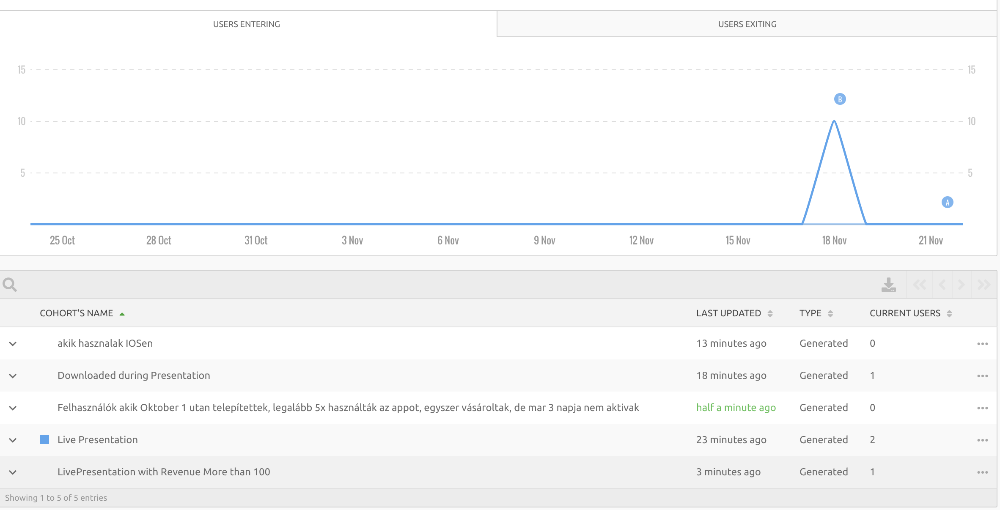 USERS ENTERING
USERS EXITING
15 15
B
10 10
5 5
A
25 Oct 28 Oct 31 Oct 3 Nov 6 Nov 9 Nov 12 Nov 15 Nov 18 Nov 21 Nov
COHORT'S NAME LAST UPDATED TYPE CURRENT USERS
akik hasznalak IOSen 13 minutes ago Generated 0
Downloaded during Presentation 18 minutes ago Generated 1
Felhasználók akik Oktober 1 utan telepítettek, legalább 5x használták az appot, egyszer vásároltak, de mar 3 napja nem aktivak half a minute ago Generated 0
Live Presentation 23 minutes ago Generated 2
LivePresentation with Revenue More than 100 3 minutes ago Generated 1
Showing 1 to 5 of 5 entries